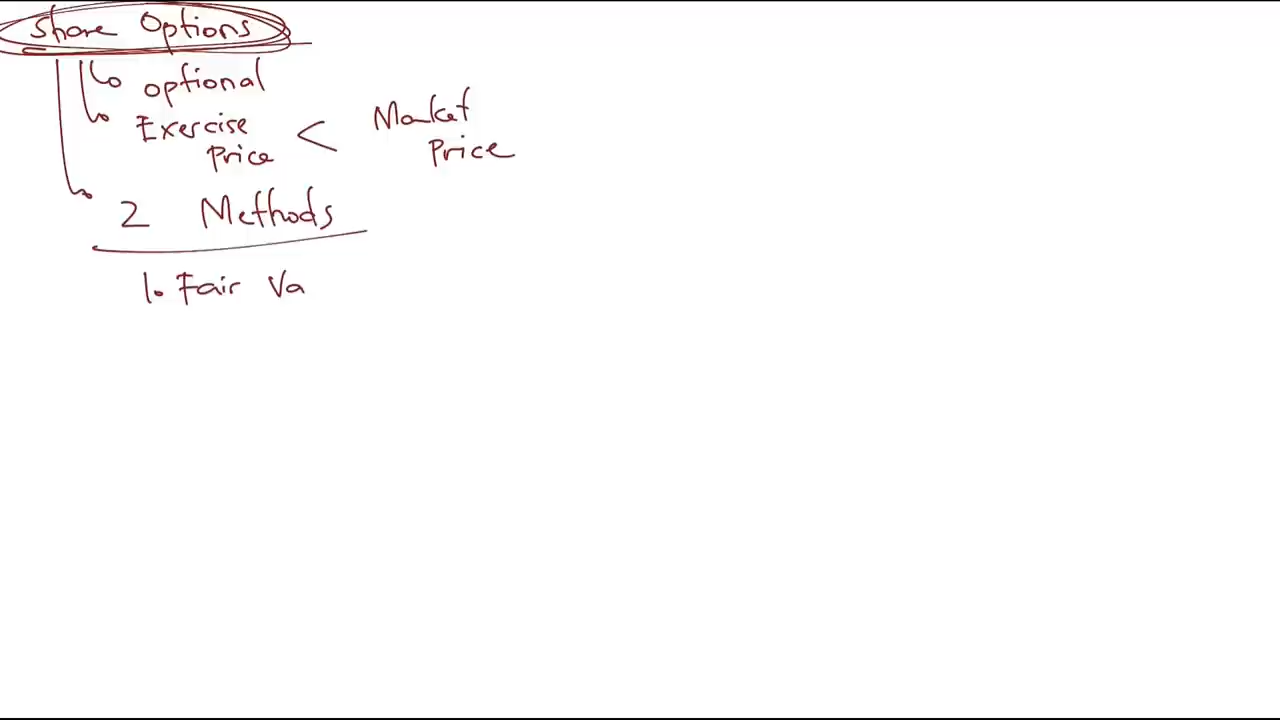 Share Options
optional
Exercise Price < Market Price
2 Methods
1. Fair Va